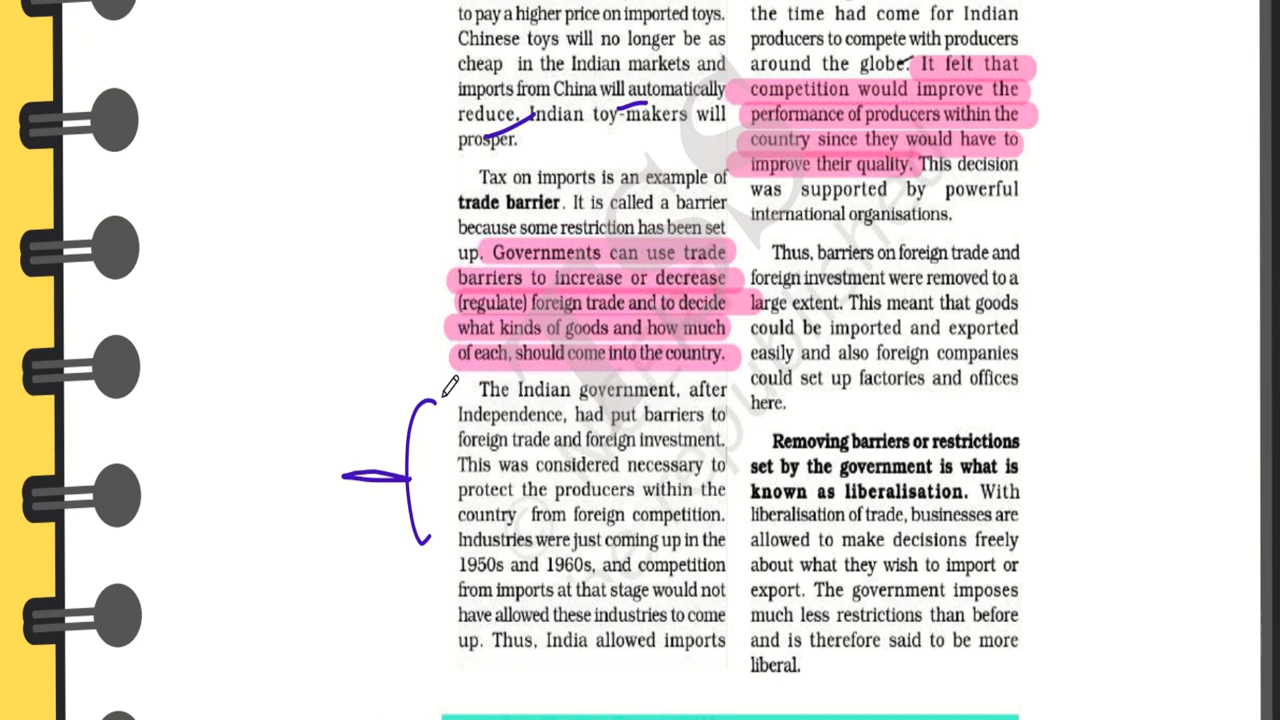 to pay a higher price on imported toys.
Chinese toys will no longer be as
cheap in the Indian markets and
imports from China will automatically
reduce. Indian toy-makers will
prosper.
Tax on imports is an example of
trade barrier. It is called a barrier
because some restriction has been set
up. Governments can use trade
barriers to increase or decrease
(regulate) foreign trade and to decide
what kinds of goods and how much
of each, should come into the country.
The Indian government, after
Independence, had put barriers to
foreign trade and foreign investment.
This was considered necessary to
protect the producers within the
country from foreign competition.
Industries were just coming up in the
1950s and 1960s, and competition
from imports at that stage would not
have allowed these industries to come
up. Thus, India allowed imports
the time had come for Indian
producers to compete with producers
around the globe. It felt that
competition would improve the
performance of producers within the
country since they would have to
improve their quality. This decision
was supported by powerful
international organisations.
Thus, barriers on foreign trade and
foreign investment were removed to a
large extent. This meant that goods
could be imported and exported
easily and also foreign companies
could set up factories and offices
here.
Removing barriers or restrictions
set by the government is what is
known as liberalisation. With
liberalisation of trade, businesses are
allowed to make decisions freely
about what they wish to import or
export. The government imposes
much less restrictions than before
and is therefore said to be more
liberal.